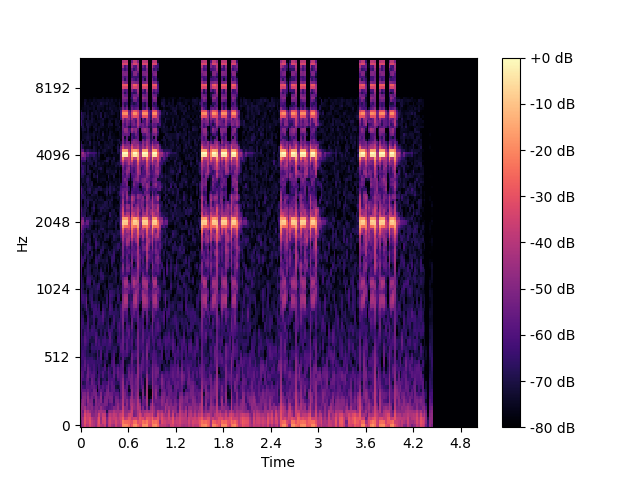 8192
4096
2048
1024
512
0
Hz
0 0.6 1.2 1.8 2.4 3 3.6 4.2 4.8
Time
+0 dB
-10 dB
-20 dB
-30 dB
-40 dB
-50 dB
-60 dB
-70 dB
-80 dB